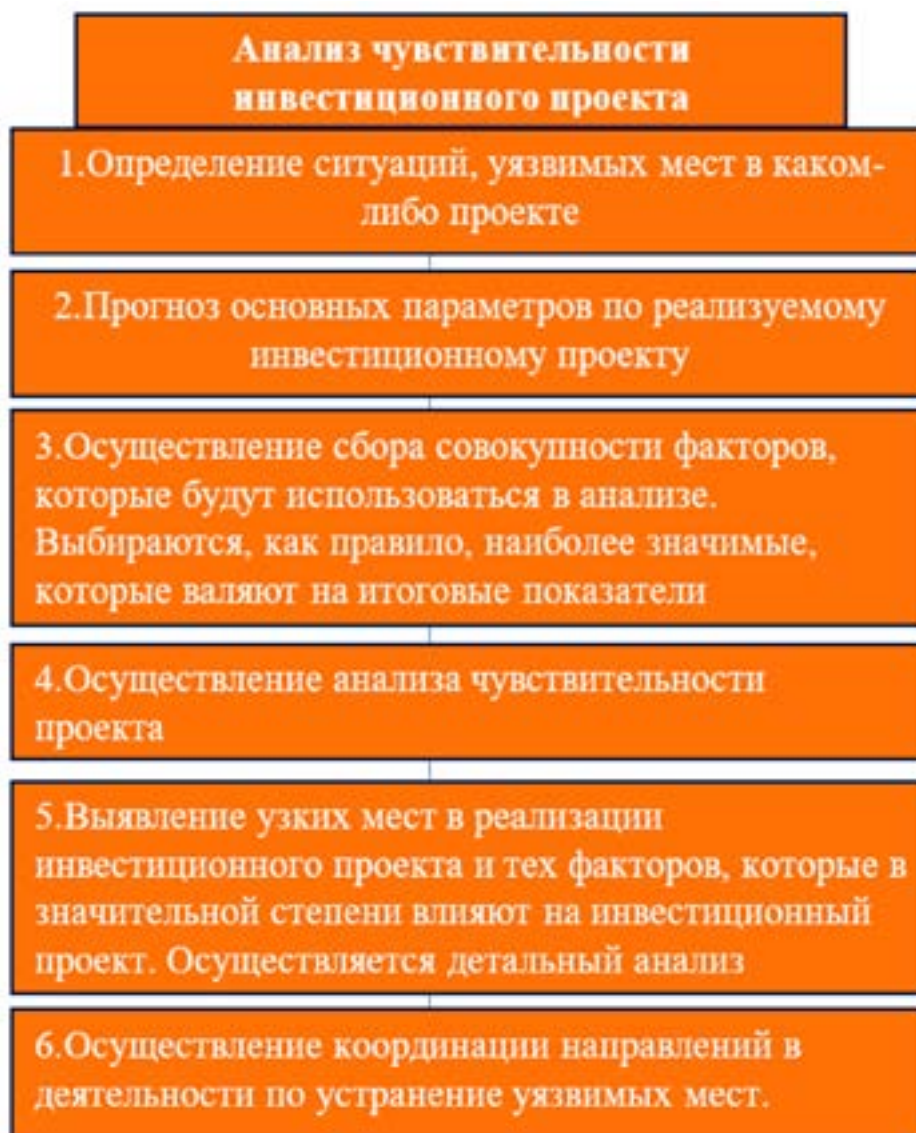 Анализ чувствительности
инвестиционного проекта
1.Определение ситуаций, уязвимых мест в каком-
либо проекте
2.Прогноз основных параметров по реализуемому
инвестиционному проекту
3.Осуществление сбора совокупности факторов,
которые будут использоваться в анализе.
Выбираются, как правило, наиболее значимые,
которые валяют на итоговые показатели
4.Осуществление анализа чувствительности
проекта
5.Выявление узких мест в реализации
инвестиционного проекта и тех факторов, которые в
значительной степени влияют на инвестиционный
проект. Осуществляется детальный анализ
6.Осуществление координации направлений в
деятельности по устранение уязвимых мест.